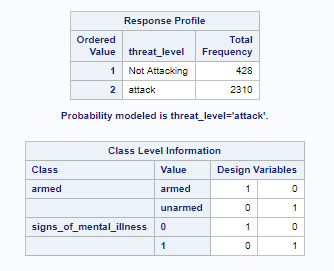 Response Profile
Ordered Value threat_level Total Frequency
1 Not Attacking 428
2 attack 2310
Probability modeled is threat_level='attack'.
Class Level Information
Class Value Design Variables
armed armed 1 0
unarmed 0 1
signs_of_mental_illness 0 1 0
1 0 1